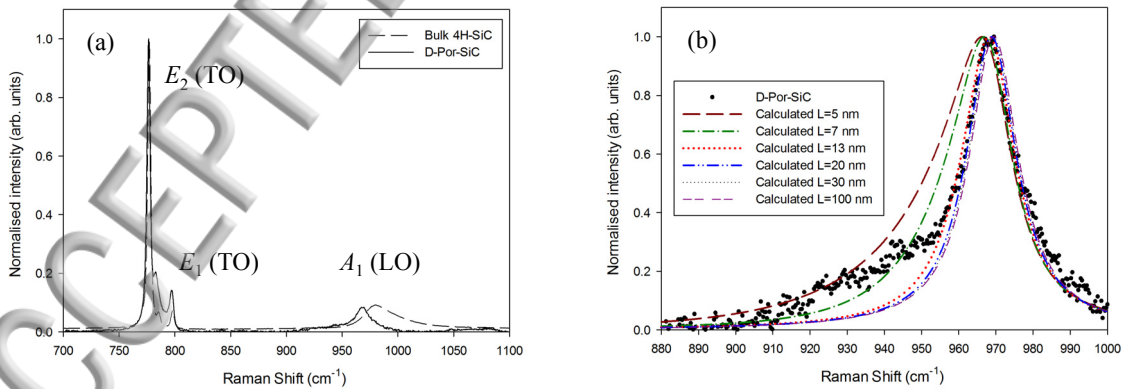 (a)
Bulk 4H-SiC
D-Por-SiC
E2 (TO)
E1 (TO)
A1 (LO)
Normalised intensity (arb. units)
1.0
0.8
0.6
0.4
0.2
0.0
700 750 800 850 900 950 1000 1050 1100
Raman Shift (cm-1)
(b)
D-Por-SiC
Calculated L=5 nm
Calculated L=7 nm
Calculated L=13 nm
Calculated L=20 nm
Calculated L=30 nm
Calculated L=100 nm
Normalised intensity (arb. units)
1.0
0.8
0.6
0.4
0.2
0.0
880 890 900 910 920 930 940 950 960 970 980 990 1000
Raman Shift (cm-1)
CCEPTE